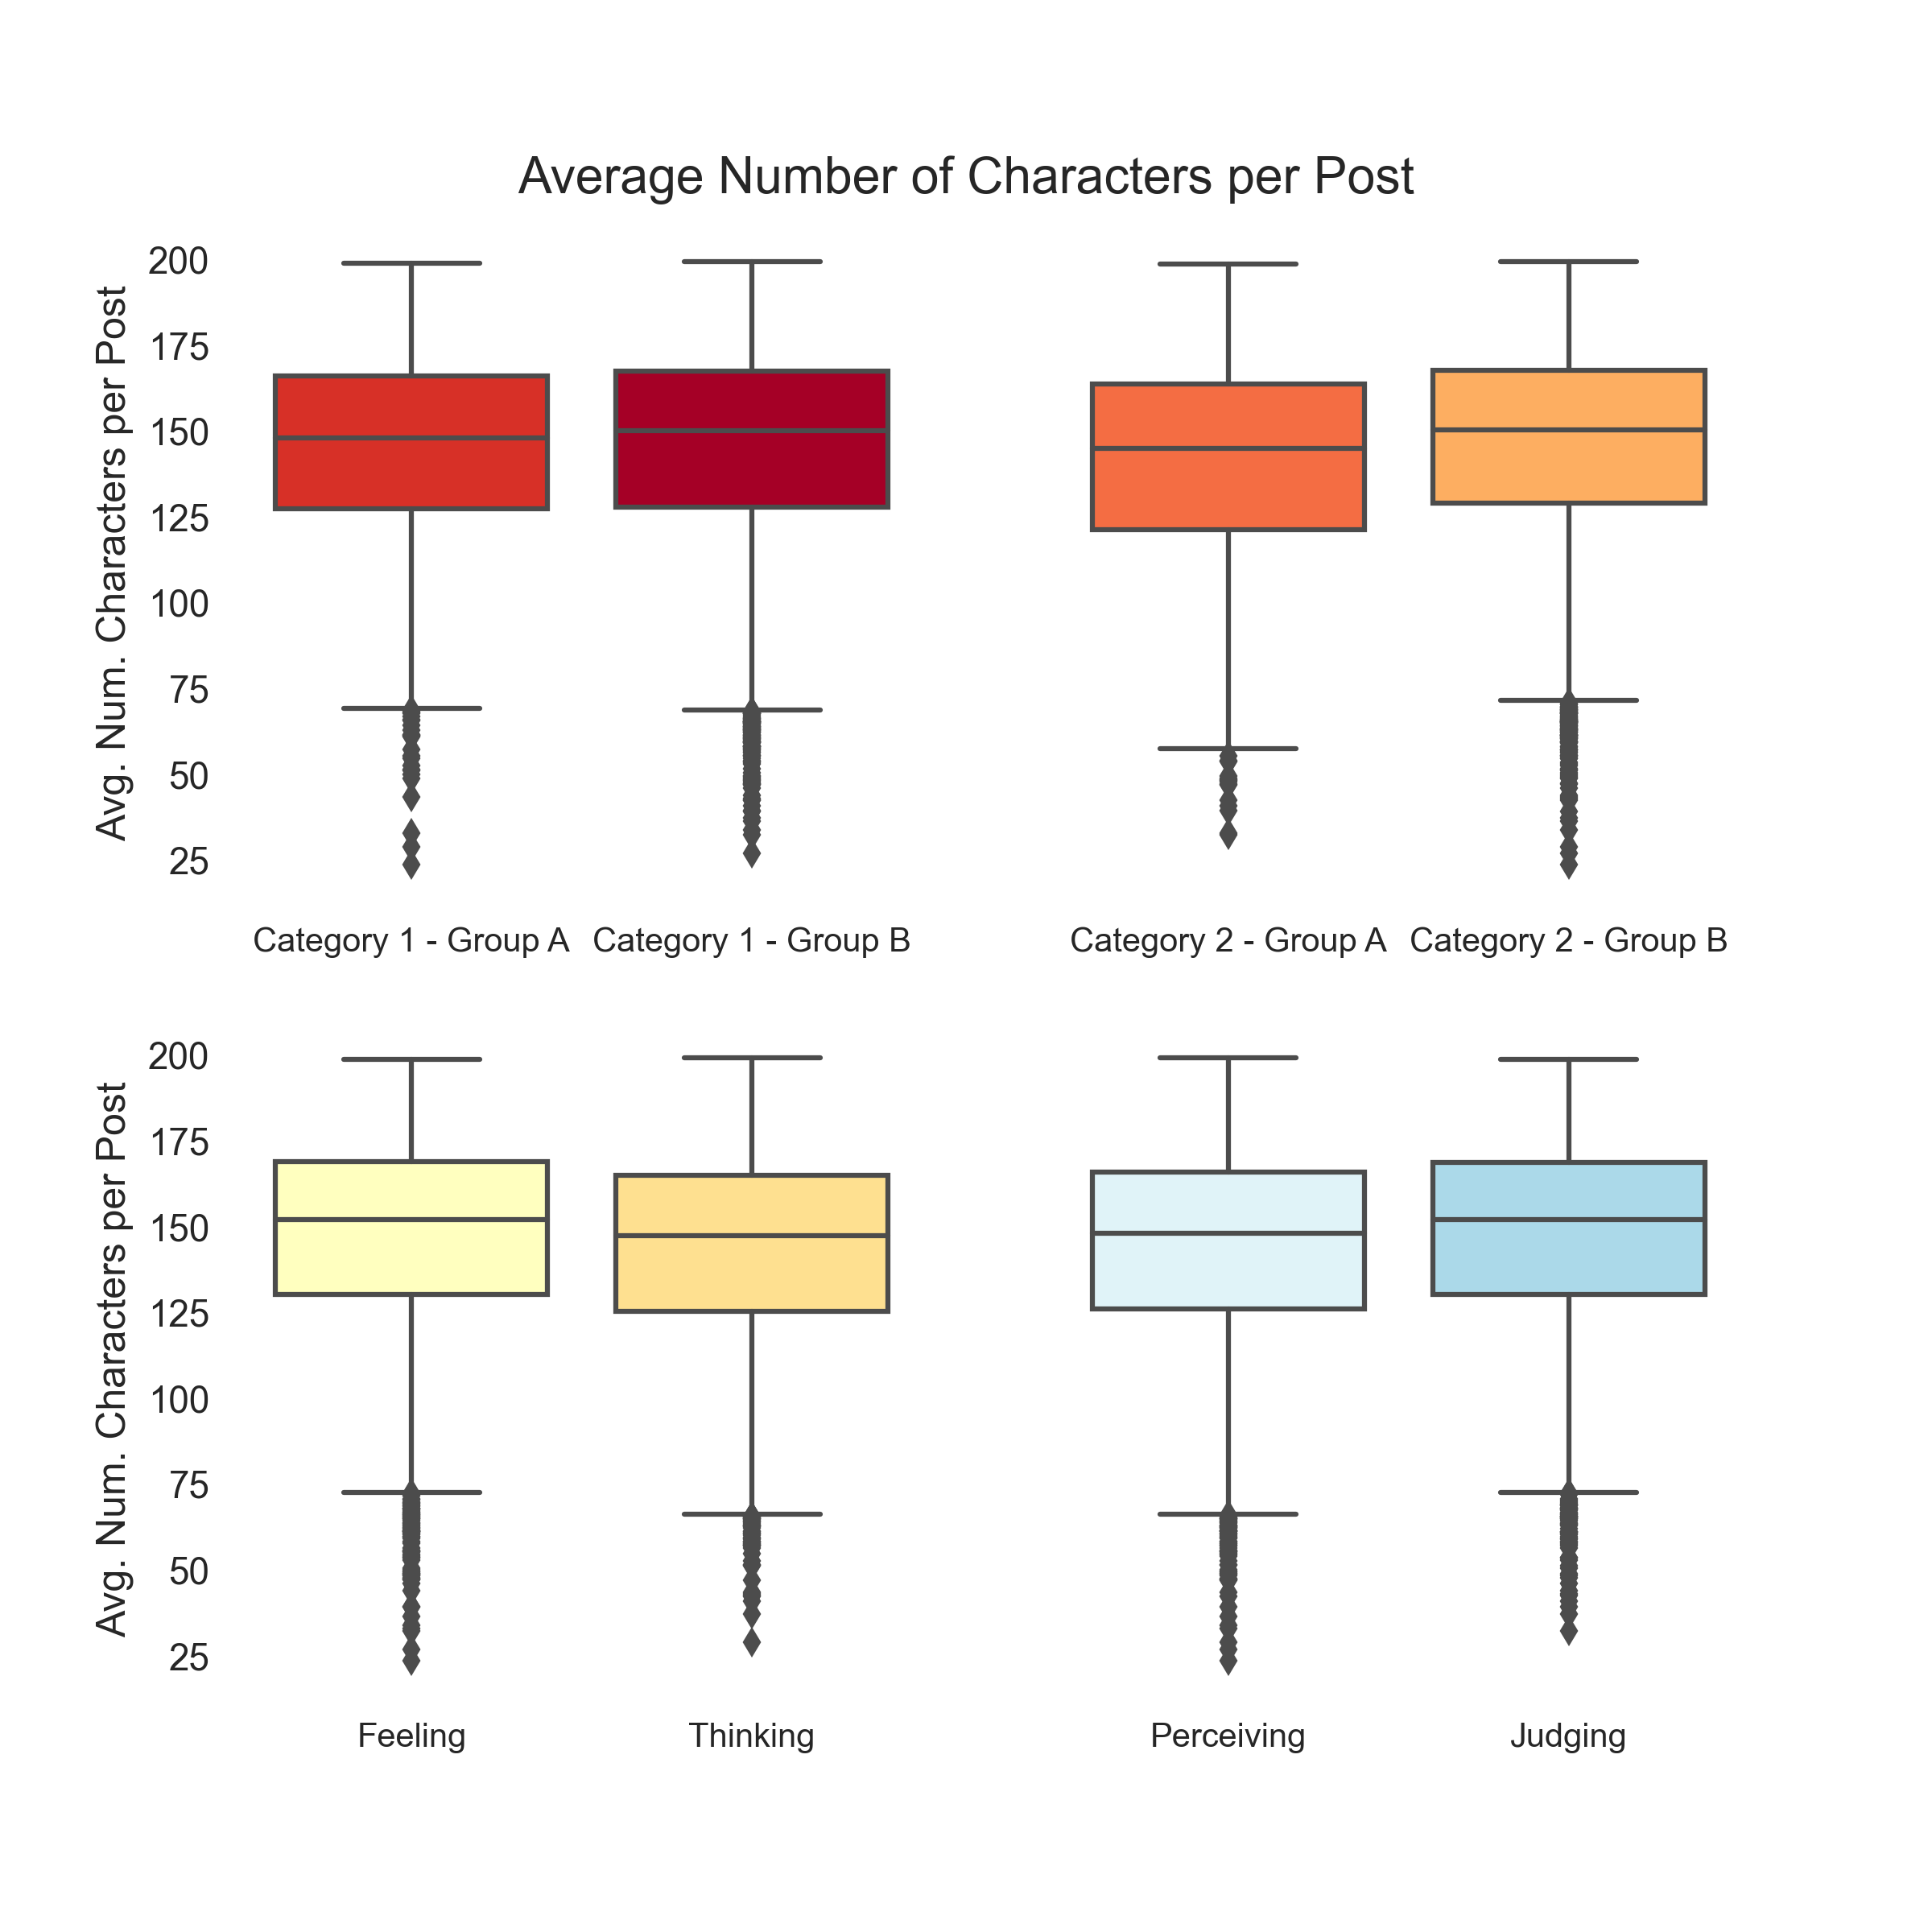 Average Number of Characters per Post
Avg. Num. Characters per Post
200
175
150
125
100
75
50
25
Category 1 - Group A
Category 1 - Group B
Category 2 - Group A
Category 2 - Group B
Avg. Num. Characters per Post
200
175
150
125
100
75
50
25
Feeling
Thinking
Perceiving
Judging